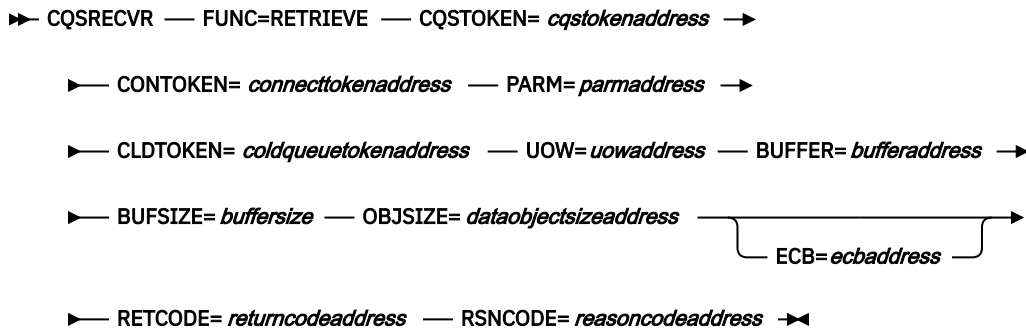 CQSRECVR FUNC=RETRIEVE CQSTOKEN= cqstokenaddress
CONTOKEN= connecttokenaddress PARM= parmaddress
CLDTOKEN= coldqueuetokenaddress UOW= uowaddress BUFFER= bufferaddress
BUFSIZE= buffersize OBJSIZE= dataobjectsizeaddress
ECB= ecbaddress
RETCODE= returncodeaddress RSNCODE= reasoncodeaddress